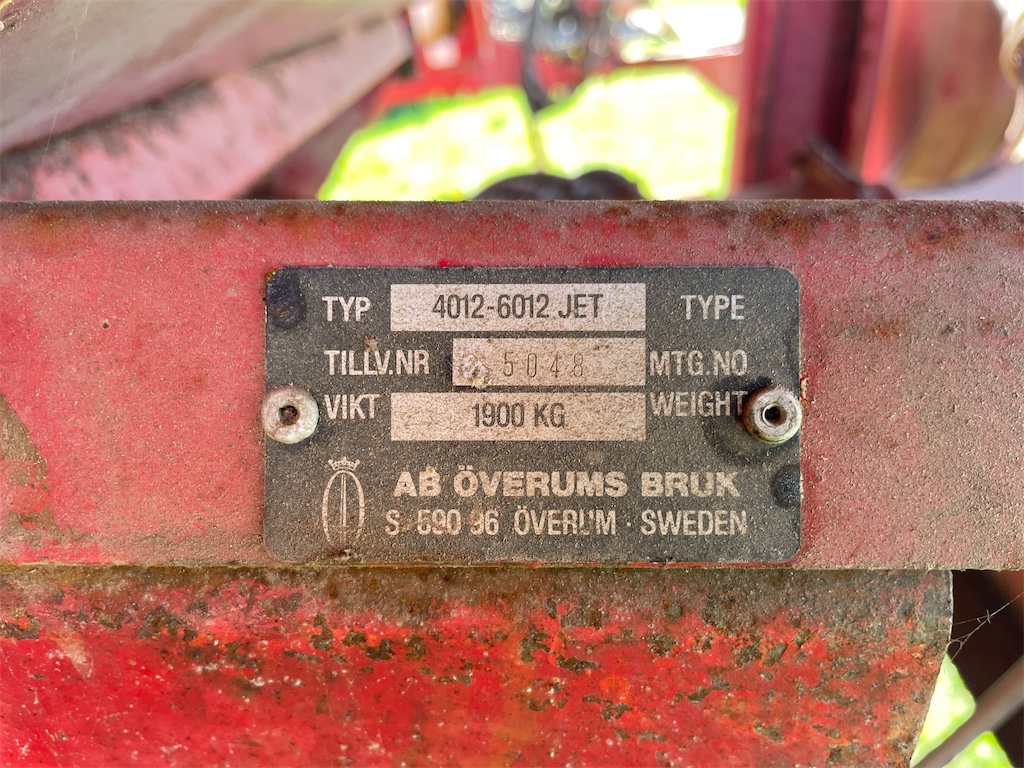 TYP 4012-6012 JET TYPE
TILLV.NR 5048 MTG.NO
VIKT 1900 KG WEIGHT
AB ÖVERUMS BRUK
S-590 96 ÖVERUM · SWEDEN